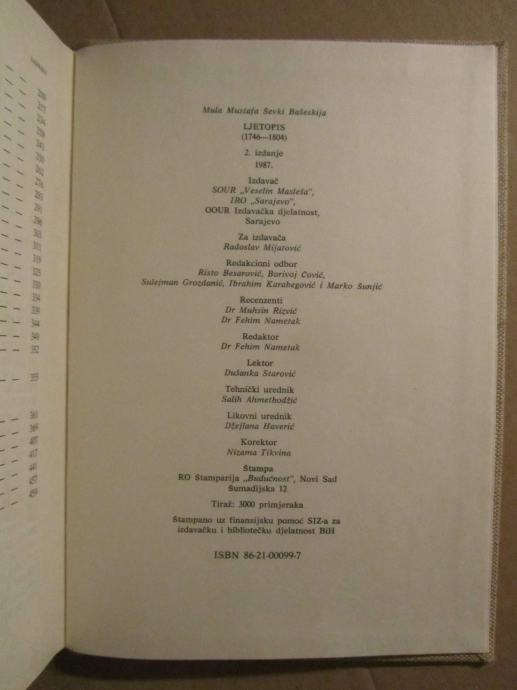 Mula Mustafa Ševki Bašeskija
LJETOPIS
(1746—1804)
2. izdanje
1987.
Izdavač
SOUR „Veselin Masleša",
IRO „Sarajevo",
OOUR Izdavačka djelatnost,
Sarajevo
Za izdavača
Radoslav Mijatović
Redakcioni odbor
Risto Besarović, Borivoj Čović,
Sulejman Grozdanić, Ibrahim Karabegović i Marko Šunjić
Recenzenti
Dr Muhsin Rizvić
Dr Fehim Nametak
Redaktor
Dr Fehim Nametak
Lektor
Dušanka Starović
Tehnički urednik
Salih Ahmethodžić
Likovni urednik
Džejlana Haverić
Korektor
Nizama Tikvina
Štampa
RO Štamparija „Budućnost", Novi Sad
Šumadijska 12
Tiraž: 3000 primjeraka
Štampano uz finansijsku pomoć SIZ-a za
izdavačku i bibliotečku djelatnost BiH
ISBN 86-21-00099-7